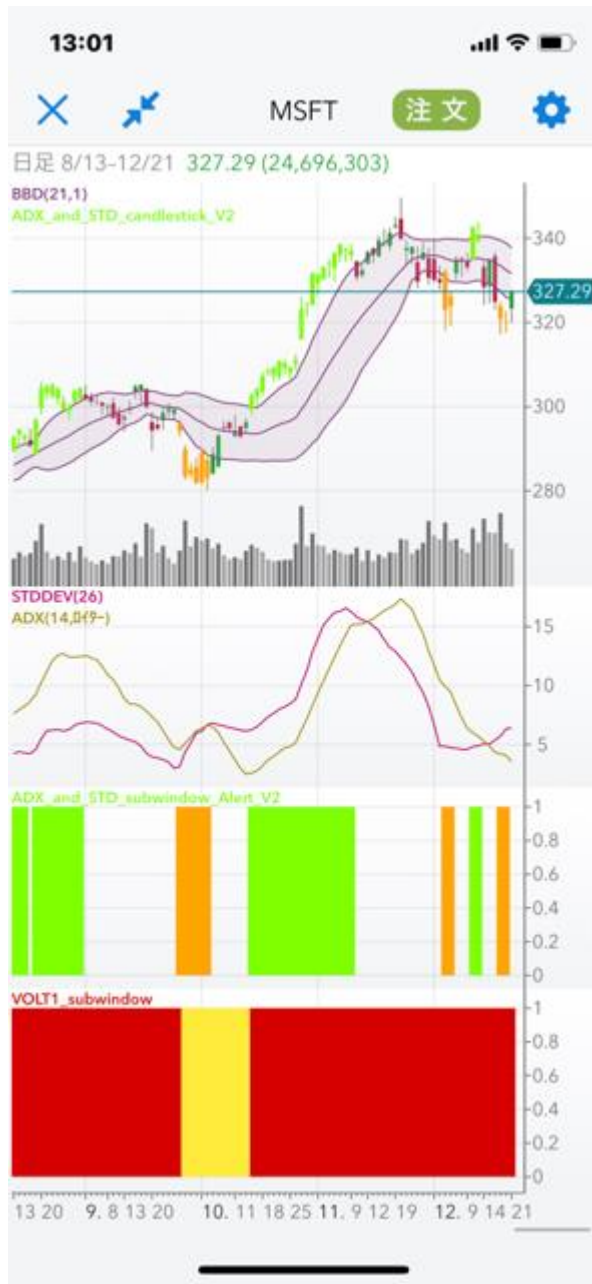 13:01
MSFT 注文
日足 8/13-12/21 327.29 (24,696,303)
BBD(21,1)
ADX_and_STD_candlestick_V2
340
327.29
320
300
280
STDDEV(26)
ADX(14,ﾛｲﾀｰ)
15
10
5
ADX_and_STD_subwindow_Alert_V2
1
0.8
0.6
0.4
0.2
0
VOLT1_subwindow
1
0.8
0.6
0.4
0.2
0
13 20 9. 8 13 20 10. 11 18 25 11. 9 12 19 12. 9 14 21